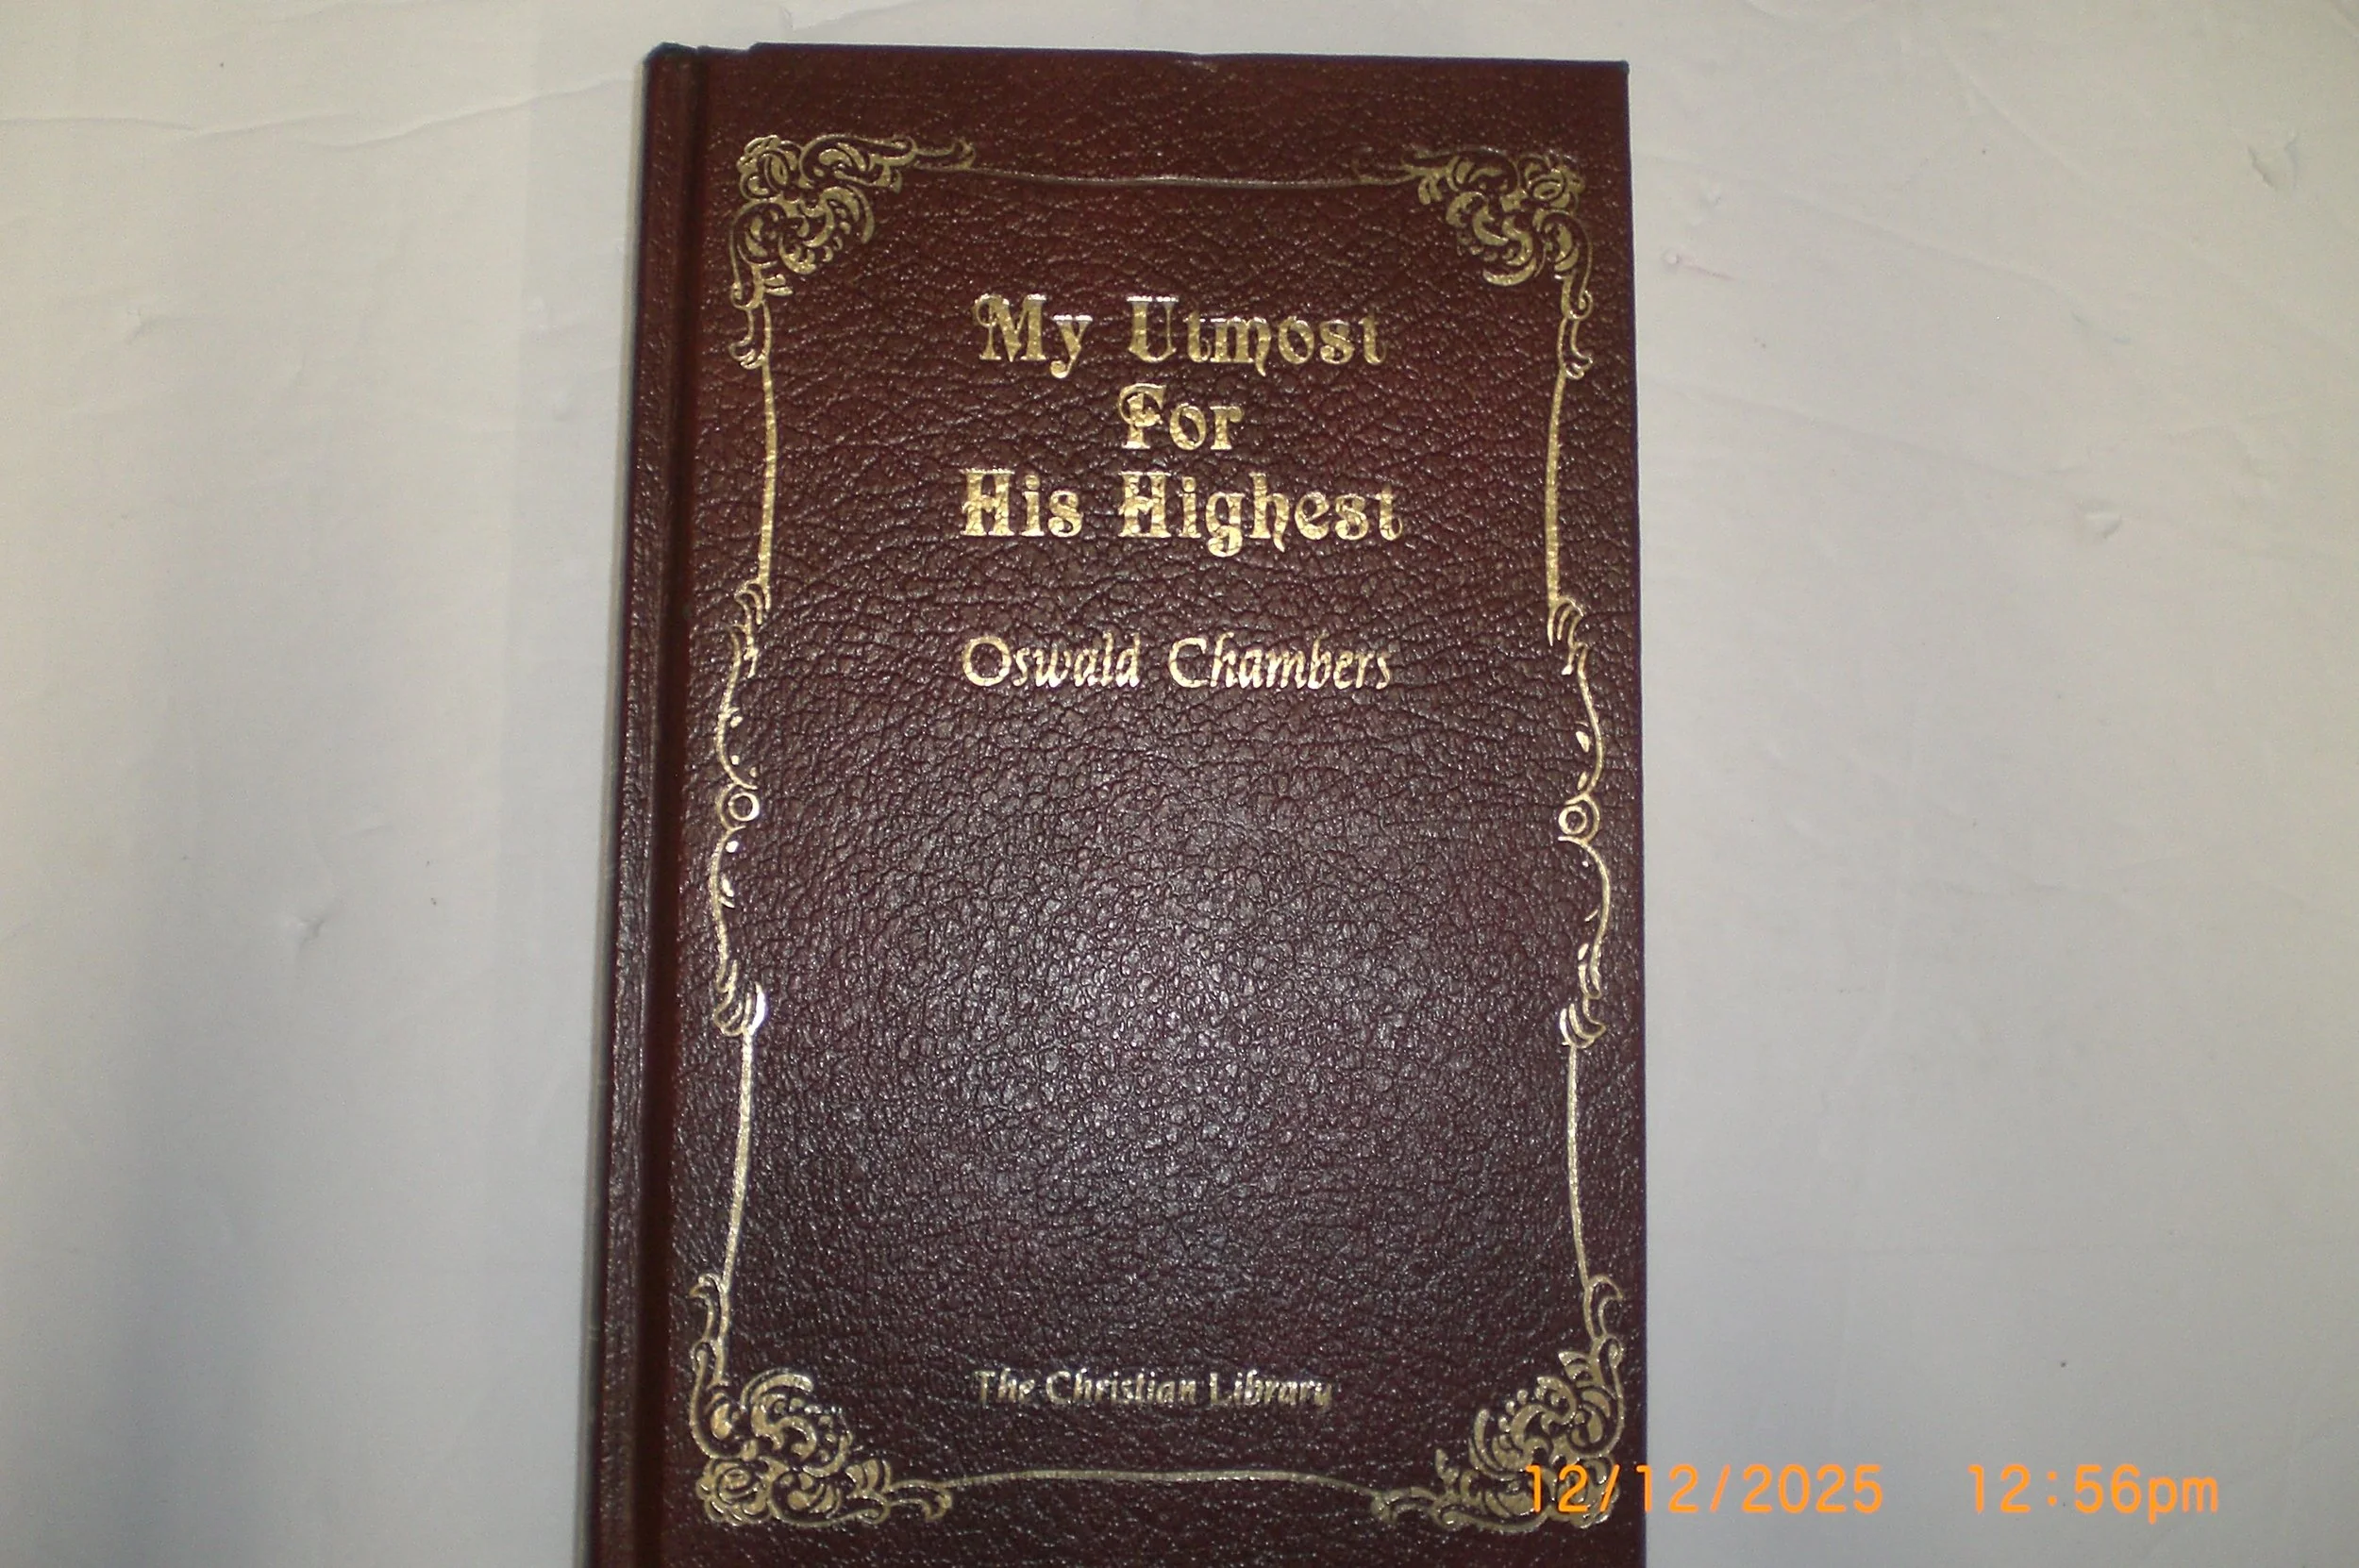 My Utmost
For
His Highest
Oswald Chambers
The Christian Library
12/12/2025 12:56pm